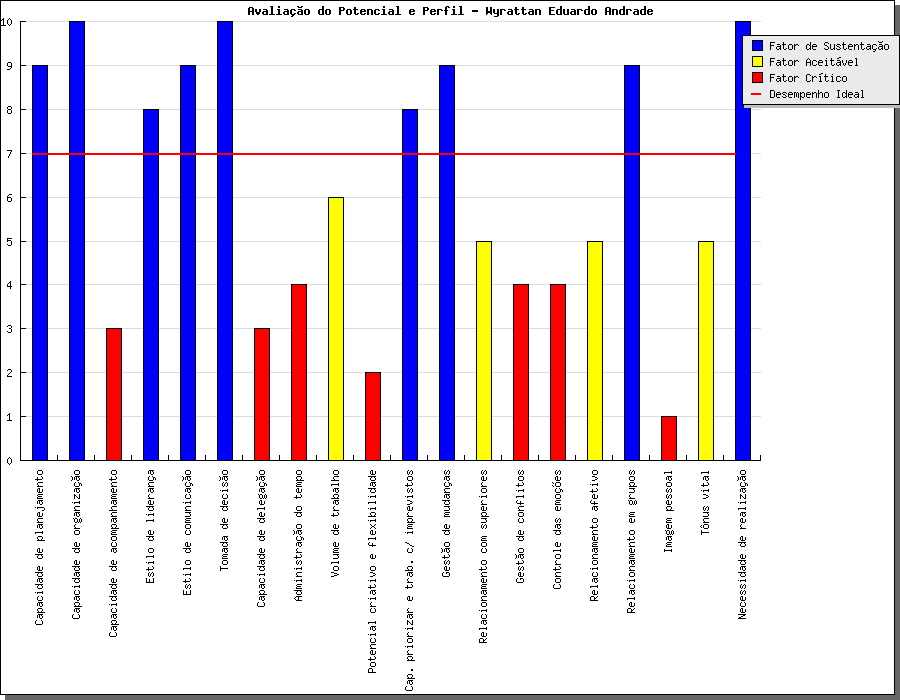 Avaliação do Potencial e Perfil - Wyrattan Eduardo Andrade
Fator de Sustentação
Fator Aceitável
Fator Crítico
Desempenho Ideal
10
9
8
7
6
5
4
3
2
1
0
Capacidade de planejamento
Capacidade de organização
Capacidade de acompanhamento
Estilo de liderança
Estilo de comunicação
Tomada de decisão
Capacidade de delegação
Administração do tempo
Volume de trabalho
Potencial criativo e flexibilidade
Cap. priorizar e trab. c/ imprevistos
Gestão de mudanças
Relacionamento com superiores
Gestão de conflitos
Controle das emoções
Relacionamento afetivo
Relacionamento em grupos
Imagem pessoal
Tônus vital
Necessidade de realização